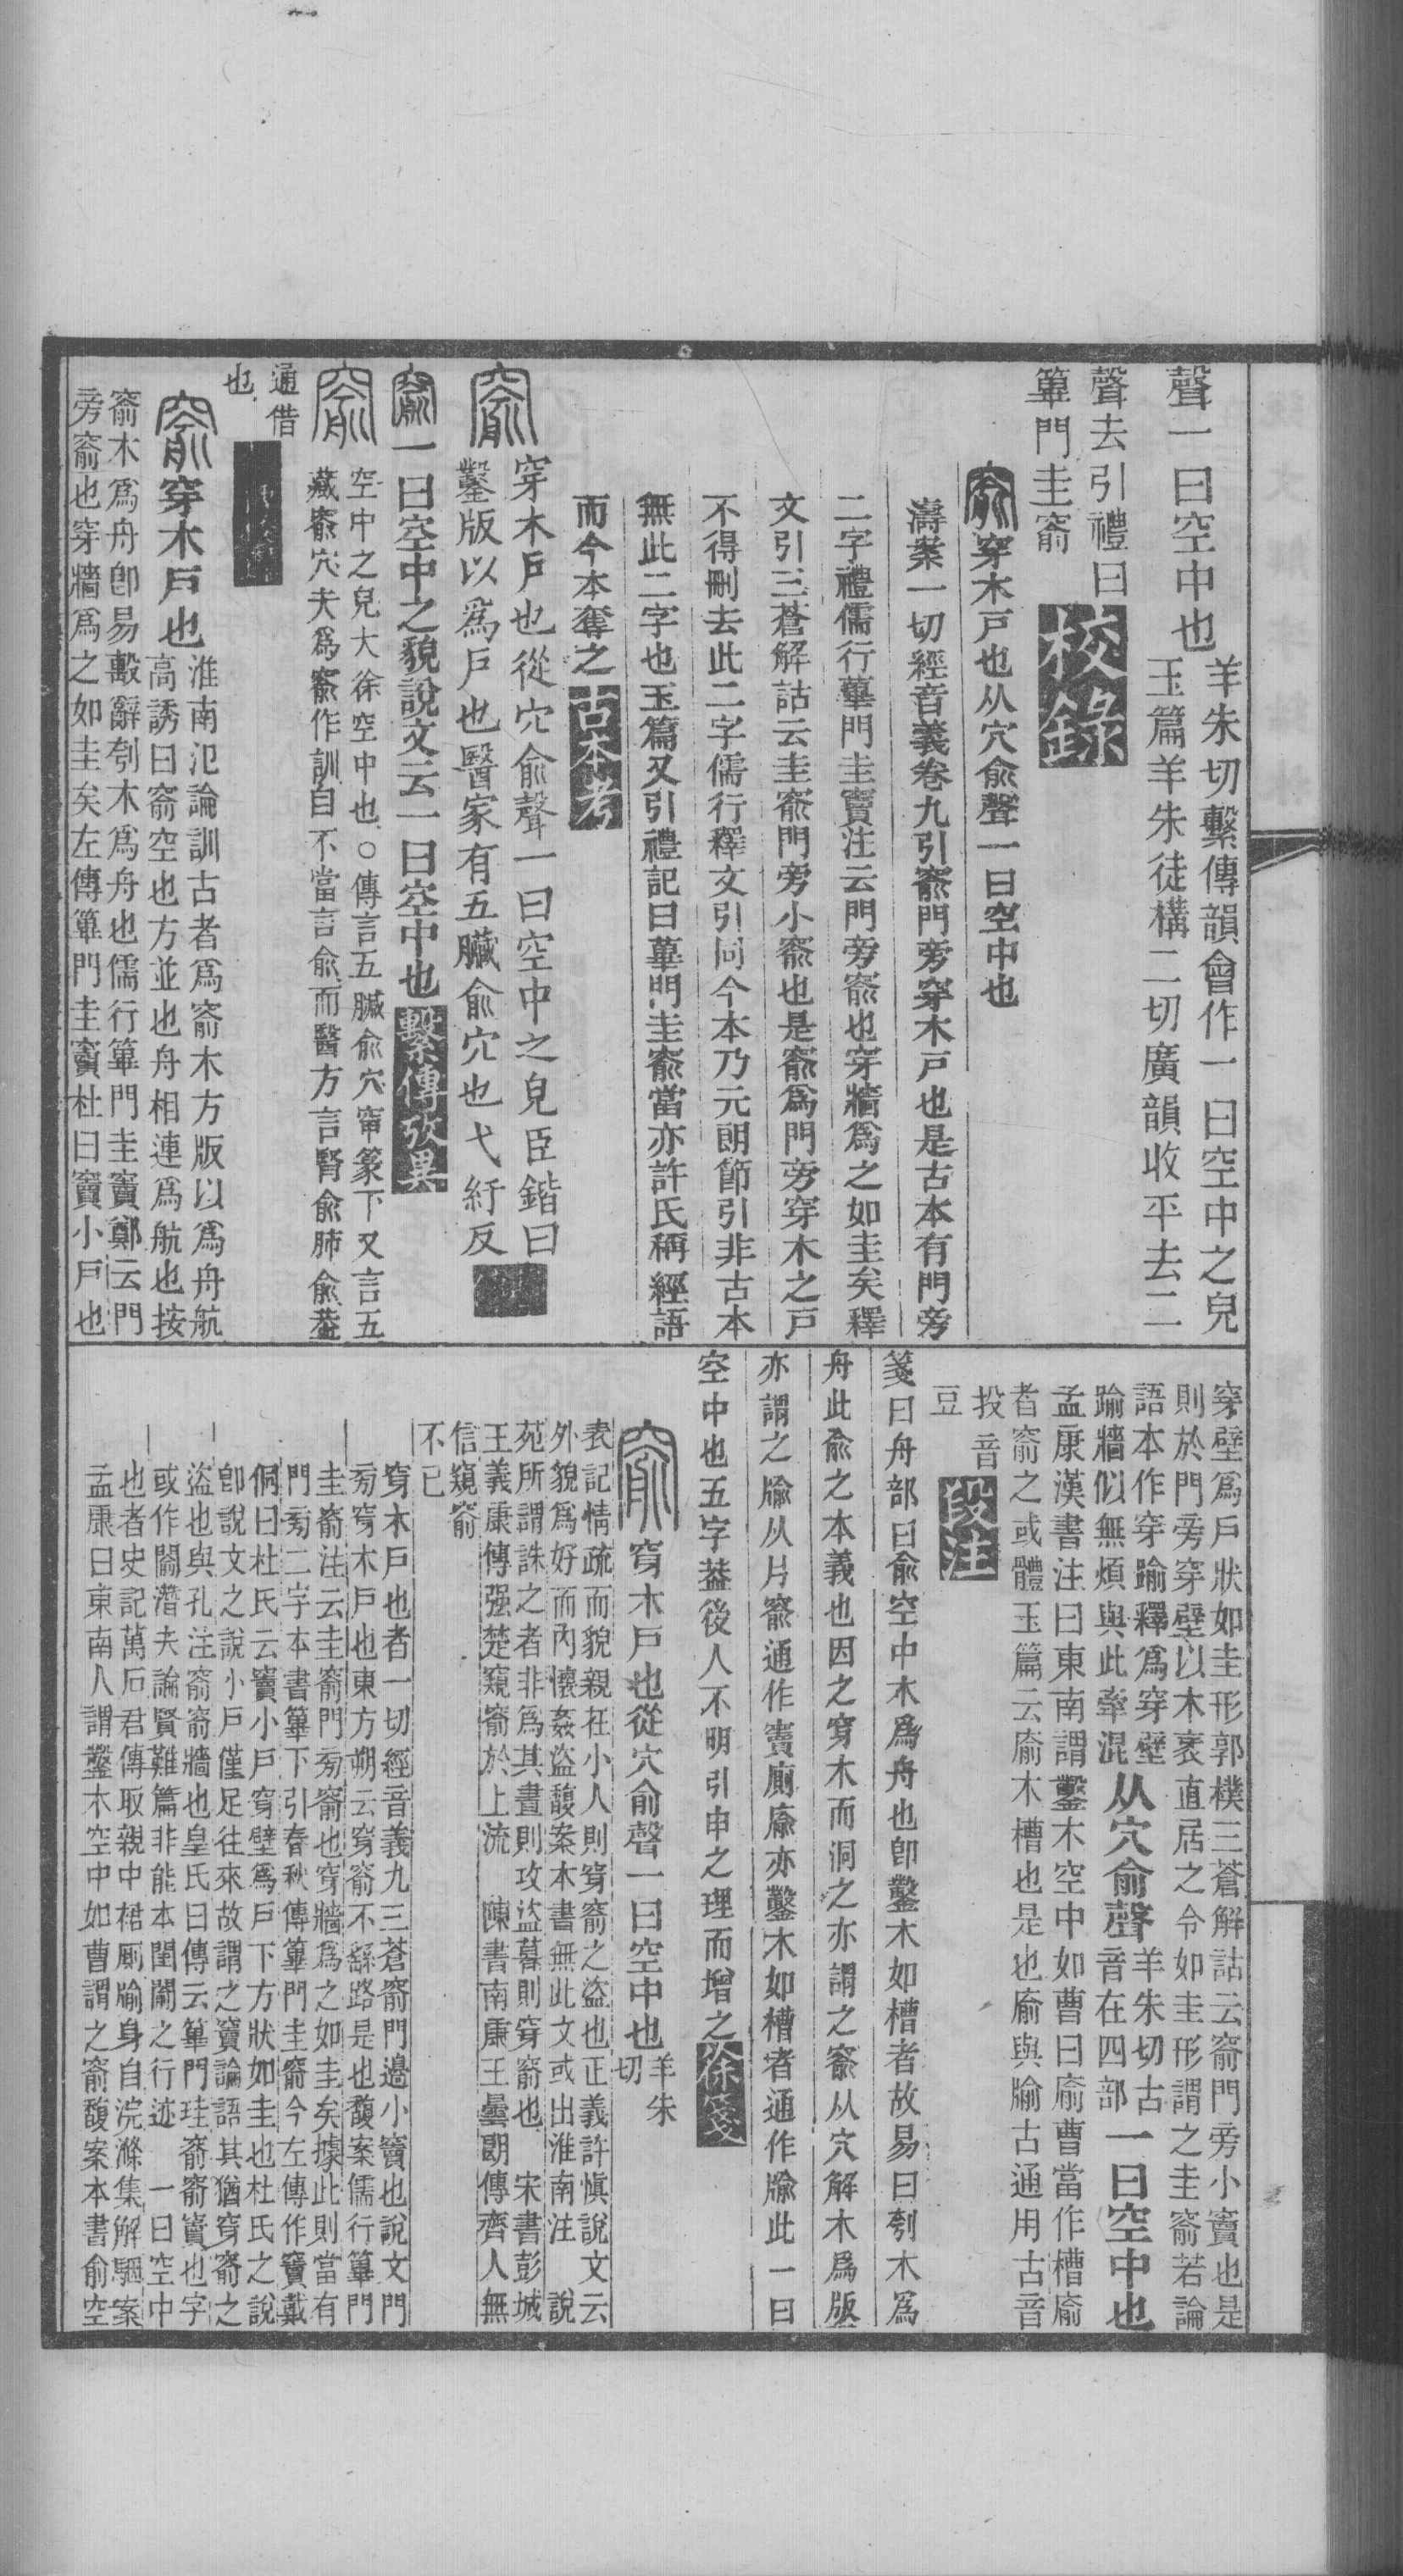 聲一曰空中也
羊朱切繫傳韻會作一曰空中之皃
玉篇羊朱徒構二切廣韻收平去二
聲去引禮曰
篳門圭窬
校錄
窬穿木戸也从穴俞聲一曰空中也
濤案一切經音義卷九引窬門旁穿木戸也是古本有門旁
二字禮儒行蓽門圭竇注云門旁窬也穿牆爲之如圭矣釋
文引三蒼解詁云圭窬門旁小窬也是窬爲門旁穿木之戸
不得刪去此二字儒行釋文引同今本乃元朗節引非古本
無此二字也玉篇又引禮記曰蓽門圭窬當亦許氏稱經語
而今本奪之
古本考
窬
穿木戶也從穴俞聲一曰空中之皃臣鍇曰
鑿版以爲戶也醫家有五臟俞穴也弋紆反
窬一曰空中之貌說文云一曰空中也
繫傳攷異
窬
空中之皃大徐空中也○傳言五臟俞穴窜篆下又言五
藏窬穴夫爲窬作訓自不當言俞而醫方言腎俞肺俞葢
通借
也
窬穿木戶也
淮南氾論訓古者爲窬木方版以爲舟航
高誘曰窬空也方並也舟相連爲航也按
窬木爲舟卽易毄辭刳木爲舟也儒行篳門圭竇鄭云門
旁窬也穿牆爲之如圭矣左傳篳門圭竇杜曰竇小戶也
穿壁爲戶狀如圭形郭樸三蒼解詁云窬門旁小竇也是
則於門旁穿壁以木衺直居之令如圭形謂之圭窬若論
語本作穿踰釋爲穿壁
踰牆似無煩與此牽混
从穴俞聲
羊朱切古
音在四部
一曰空中也
孟康漢書注曰東南謂鑿木空中如曹曰㢏曹當作槽㢏
者窬之或體玉篇云㢏木槽也是也㢏與牏古通用古音
投音
豆
段注
箋曰舟部曰俞空中木爲舟也卽鑿木如槽者故易曰刳木爲
舟此俞之本義也因之穿木而洞之亦謂之窬从穴解木爲版
亦謂之牏从片窬通作竇廁㢏亦鑿木如槽者通作牏此一曰
空中也五字葢後人不明引申之理而增之
徐箋
窬
穿木戶也從穴俞聲一曰空中也
羊朱
切
表記情疏而貌親在小人則穿窬之盜也正義許愼說文云
外貌爲好而內懷姦盜馥案本書無此文或出淮南注 說
苑所謂誅之者非爲其晝則攻盜暮則穿窬也 宋書彭城
王義康傳强楚窺窬於上流 陳書南康王曇朗傳齊人無
信窺窬
不已
穿木戶也者一切經音義九三蒼窬門邊小竇也說文門
旁穿木戶也東方朔云穿窬不繇路是也馥案儒行篳門
圭窬注云圭窬門旁窬也穿牆爲之如圭矣據此則當有
門旁二字本書篳下引春秋傳篳門圭窬今左傳作竇戴
侗曰杜氏云竇小戶穿壁爲戶下方狀如圭也杜氏之說
卽說文之說小戶僅足往來故謂之竇論語其猶穿窬之
盜也與孔注窬窬牆也皇氏曰傳云篳門珪窬窬竇也字
或作闟潛夫論賢難篇非能本閨闟之行迹 一曰空中
也者史記萬石君傳取親中帬廁牏身自浣滌集解駰案
孟康曰東南人謂鑿木空中如曹謂之窬馥案本書俞空